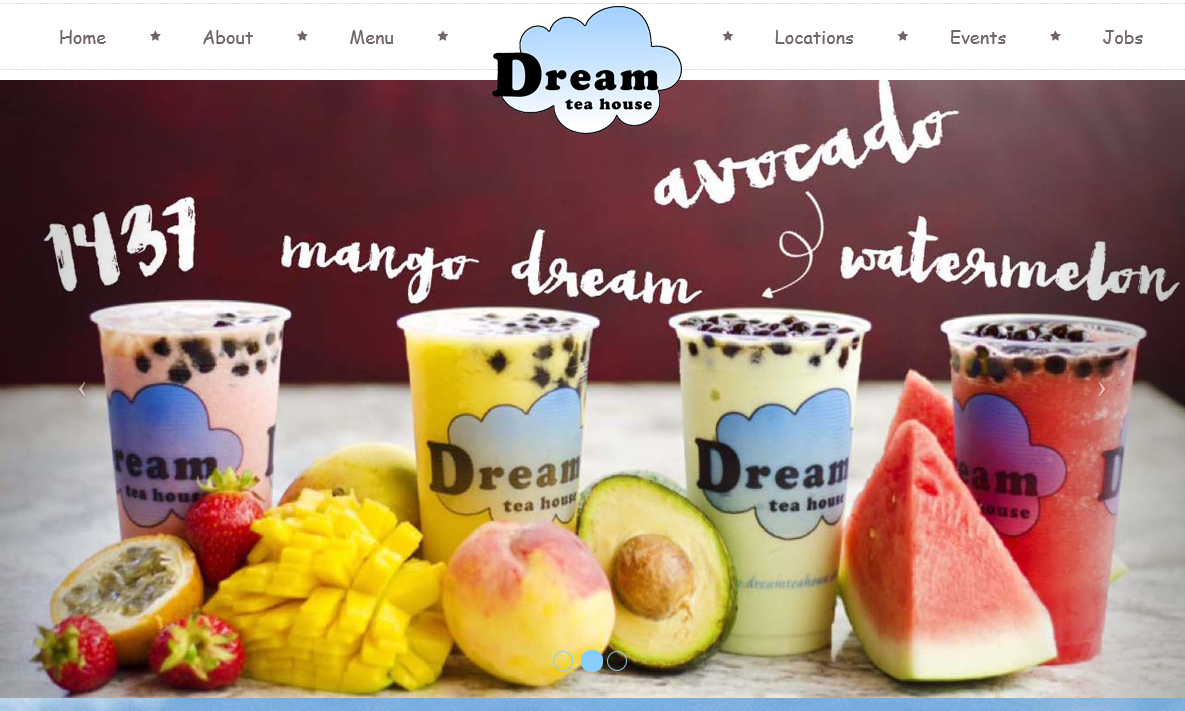 Home
About
Menu
Dream
tea house
Locations
Events
Jobs
avocado
1437
mango dream
watermelon
ream
tea hous
Dream
tea house
Dream
tea house
eam
house
D
.dreamteahouse.